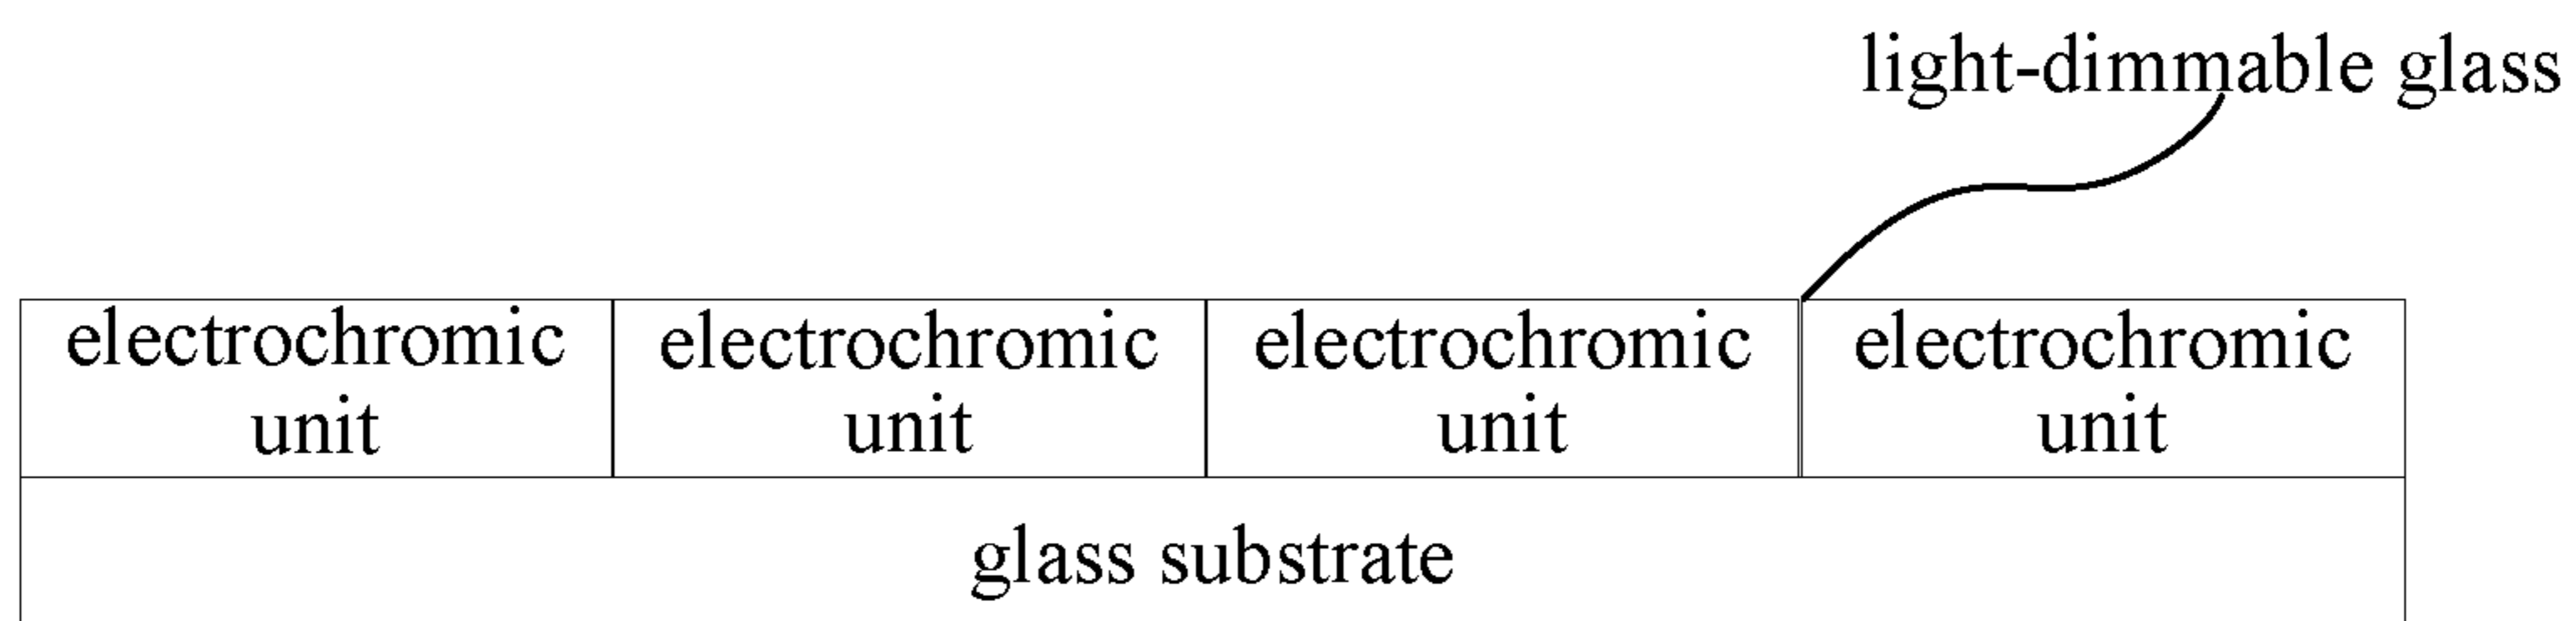 light-dimmable glass
electrochromic
unit
electrochromic
unit
electrochromic
unit
electrochromic
unit
glass substrate